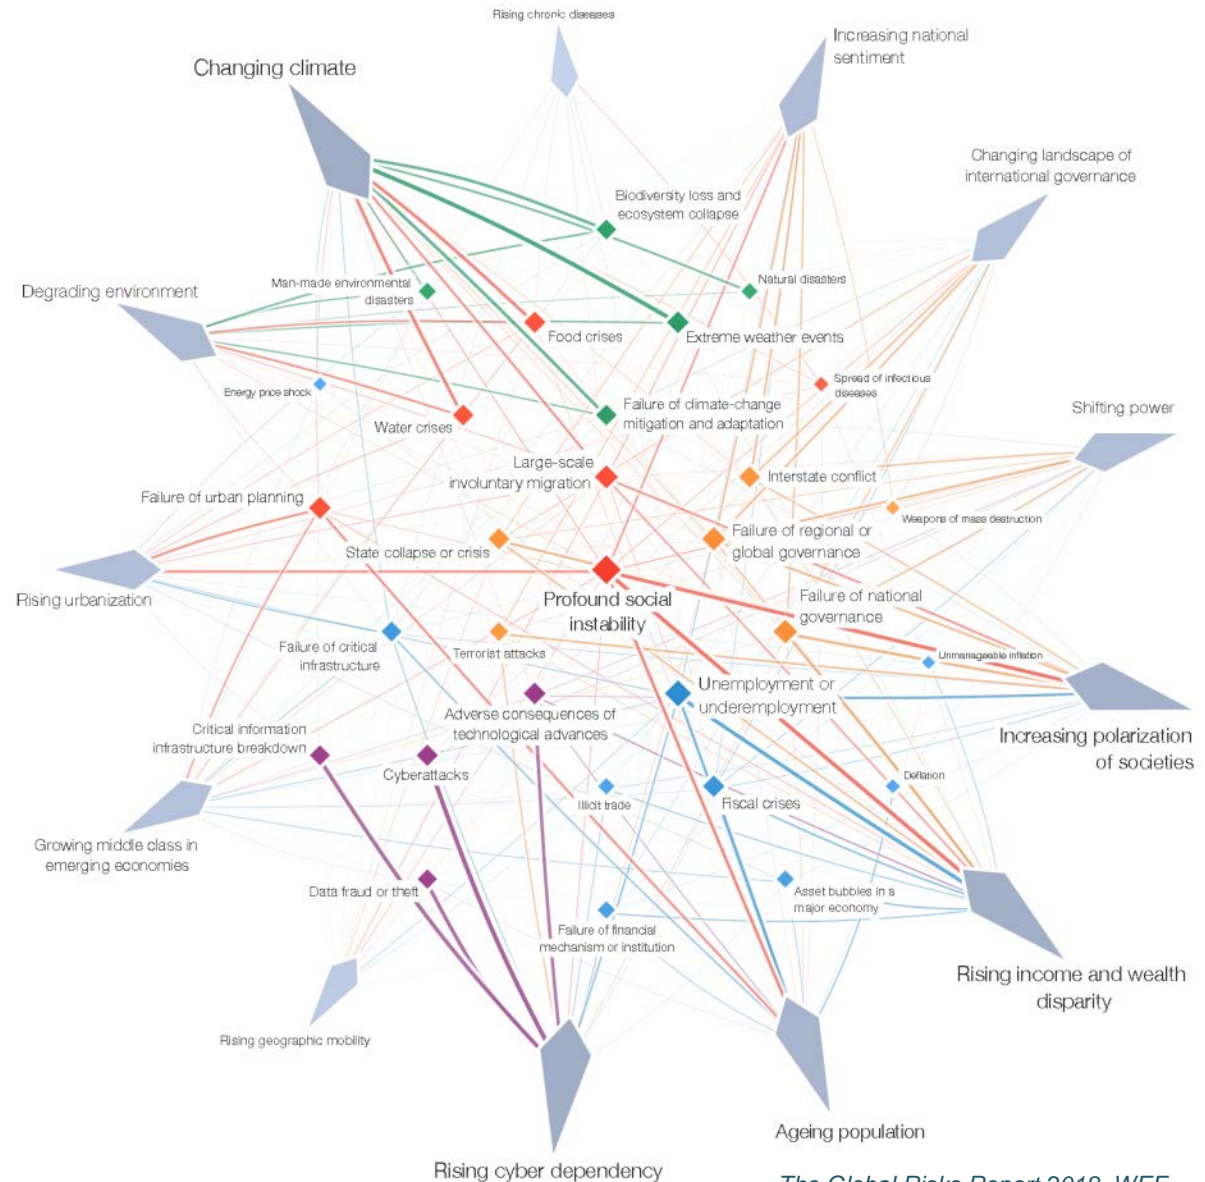 Rising chronic diseases
Increasing national
sentiment
Changing climate
Changing landscape of
international governance
Biodiversity loss and
ecosystem collapse
Natural disasters
Man-made environmental
disasters
Degrading environment
Food crises
Extreme weather events
Energy price shock
Spread of infectious
diseases
Failure of climate-change
mitigation and adaptation
Shifting power
Water crises
Large-scale
involuntary migration
Interstate conflict
Failure of urban planning
Weapons of mass destruction
State collapse or crisis
Failure of regional or
global governance
Rising urbanization
Profound social
instability
Failure of national
governance
Failure of critical
infrastructure
Terrorist attacks
Unmanageable inflation
Unemployment or
underemployment
Adverse consequences of
technological advances
Critical information
infrastructure breakdown
Increasing polarization
of societies
Cyberattacks
Deflation
Illicit trade
Fiscal crises
Growing middle class in
emerging economies
Data fraud or theft
Asset bubbles in a
major economy
Failure of financial
mechanism or institution
Rising income and wealth
disparity
Rising geographic mobility
Ageing population
Rising cyber dependency
The Global Risks Report 2018, WEF